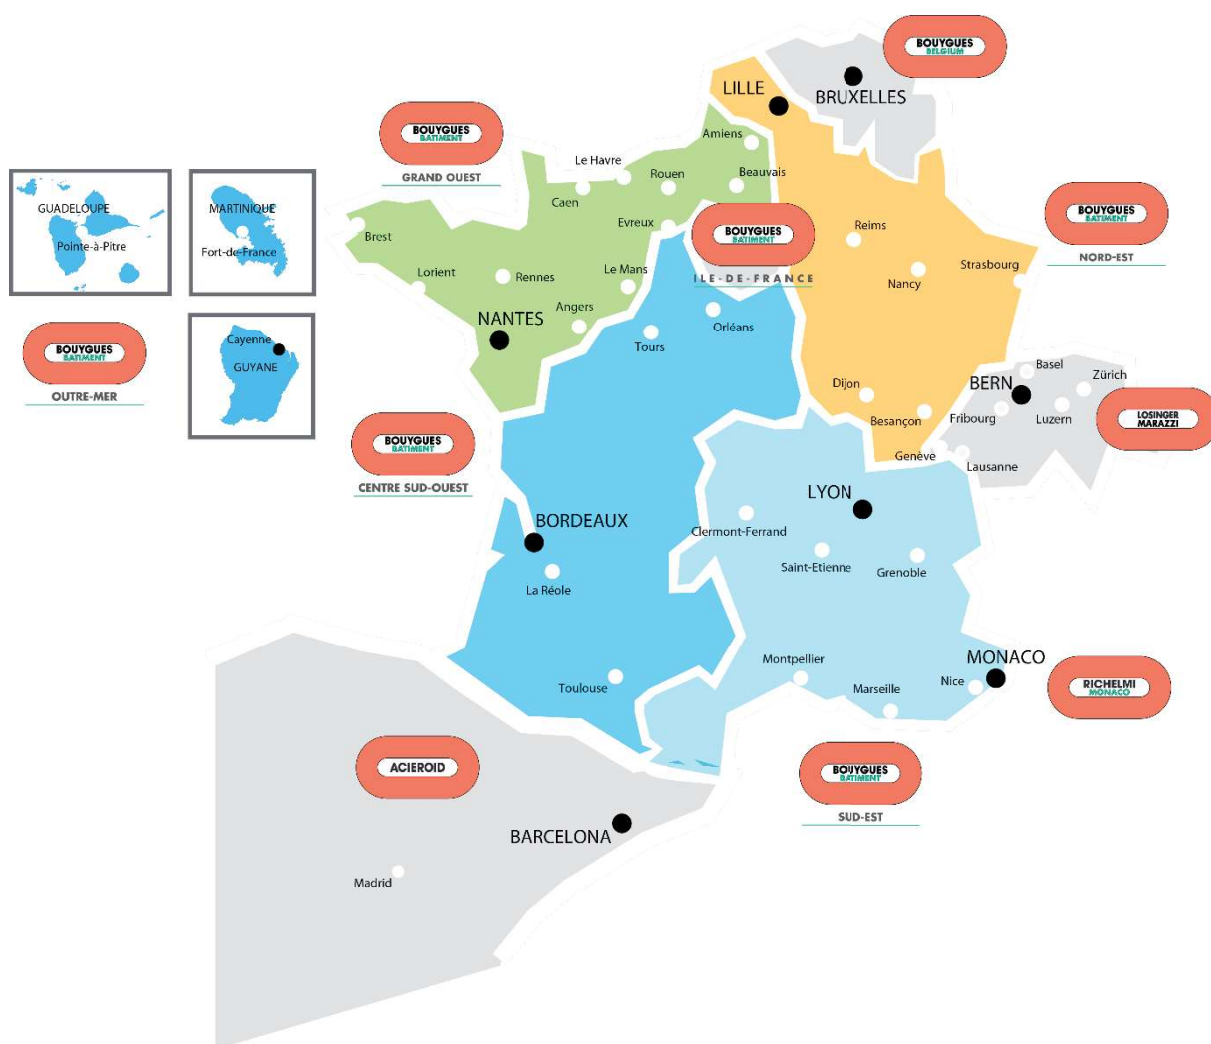 BOUYGUES
BELGIUM
LILLE
BRUXELLES
BOUYGUES
BATIMENT
GRAND OUEST
Amiens
Le Havre
Rouen
Beauvais
Caen
GUADELOUPE
Pointe-à-Pitre
MARTINIQUE
Fort-de-France
Brest
Evreux
BOUYGUES
BATIMENT
ILE-DE-FRANCE
Reims
BOUYGUES
BATIMENT
NORD-EST
Lorient
Rennes
Le Mans
Nancy
Strasbourg
Angers
NANTES
Orléans
Tours
BOUYGUES
BATIMENT
OUTRE-MER
Cayenne
GUYANE
Dijon
Besançon
BERN
Basel
Zürich
Fribourg
Luzern
LOSINGER
MARAZZI
Genève
Lausanne
BOUYGUES
BATIMENT
CENTRE SUD-OUEST
LYON
BORDEAUX
Clermont-Ferrand
Saint-Etienne
Grenoble
La Réole
Toulouse
Montpellier
Marseille
Nice
MONACO
RICHELMI
MONACO
ACIEROID
BOUYGUES
BATIMENT
SUD-EST
BARCELONA
Madrid